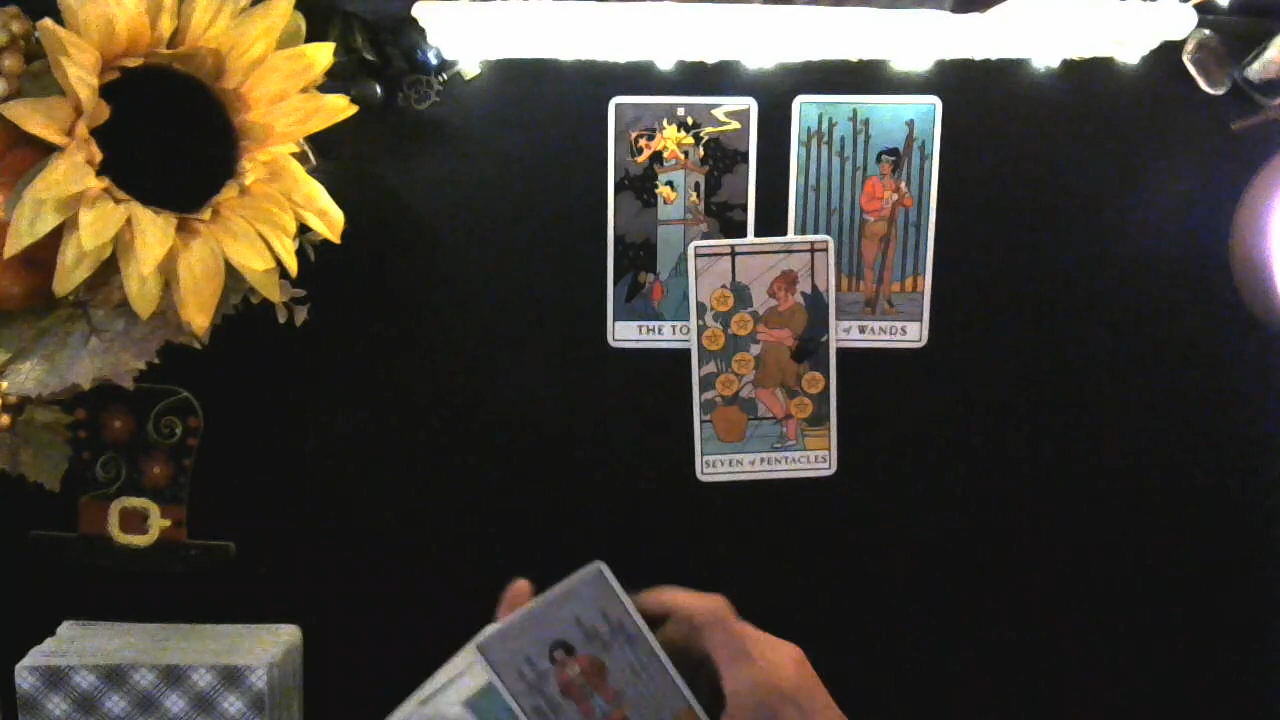 THE TO
of WANDS
SEVEN of PENTACLES